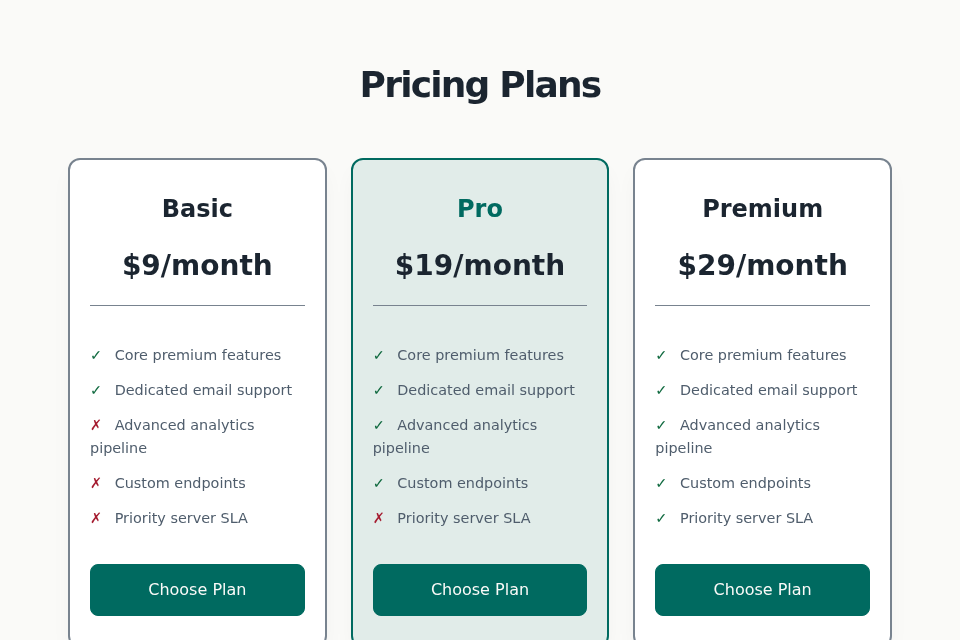 Pricing Plans
Basic
$9/month
✓ Core premium features
✓ Dedicated email support
✗ Advanced analytics
pipeline
✗ Custom endpoints
✗ Priority server SLA
Choose Plan
Pro
$19/month
✓ Core premium features
✓ Dedicated email support
✓ Advanced analytics
pipeline
✓ Custom endpoints
✗ Priority server SLA
Choose Plan
Premium
$29/month
✓ Core premium features
✓ Dedicated email support
✓ Advanced analytics
pipeline
✓ Custom endpoints
✓ Priority server SLA
Choose Plan